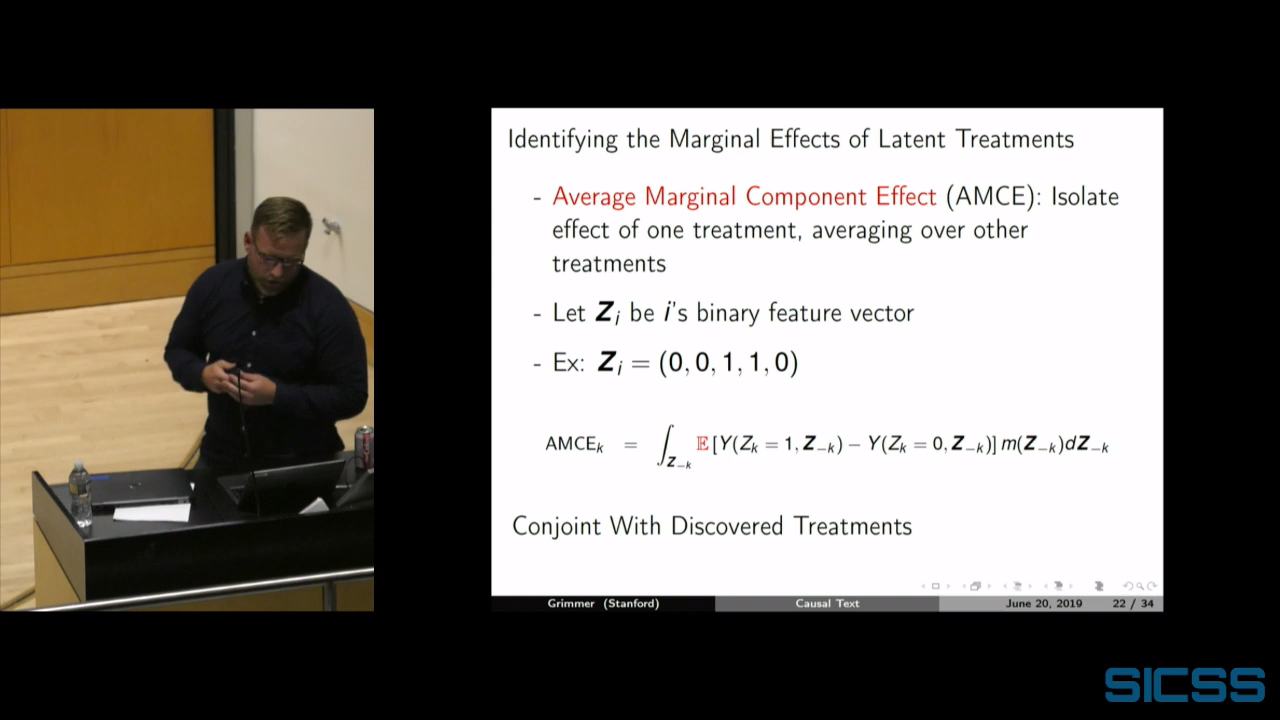 Identifying the Marginal Effects of Latent Treatments
- Average Marginal Component Effect (AMCE): Isolate
effect of one treatment, averaging over other
treatments
- Let Z_i be i's binary feature vector
- Ex: Z_i = (0, 0, 1, 1, 0)
AMCE_k = ∫_{Z_{-k}} 𝔼[Y(Z_k = 1, Z_{-k}) − Y(Z_k = 0, Z_{-k})] m(Z_{-k})dZ_{-k}
Conjoint With Discovered Treatments
Grimmer (Stanford) Causal Text June 20, 2019 22 / 34
SICSS